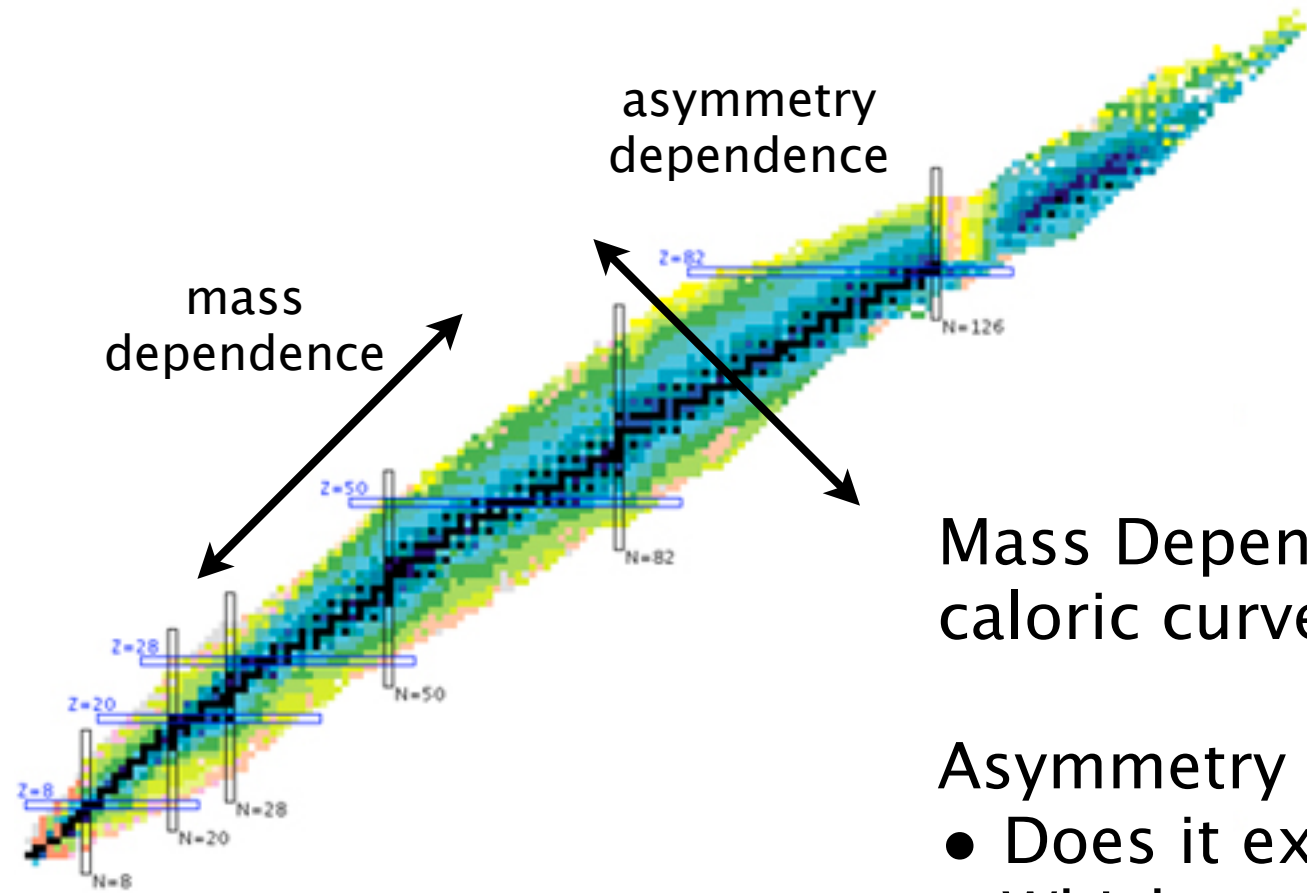 asymmetry
dependence
mass
dependence
Z=82
N=126
Z=50
N=82
Z=28
N=50
Z=20
N=28
Z=8
N=20
N=8
Mass Depen
caloric curve
Asymmetry
● Does it ex